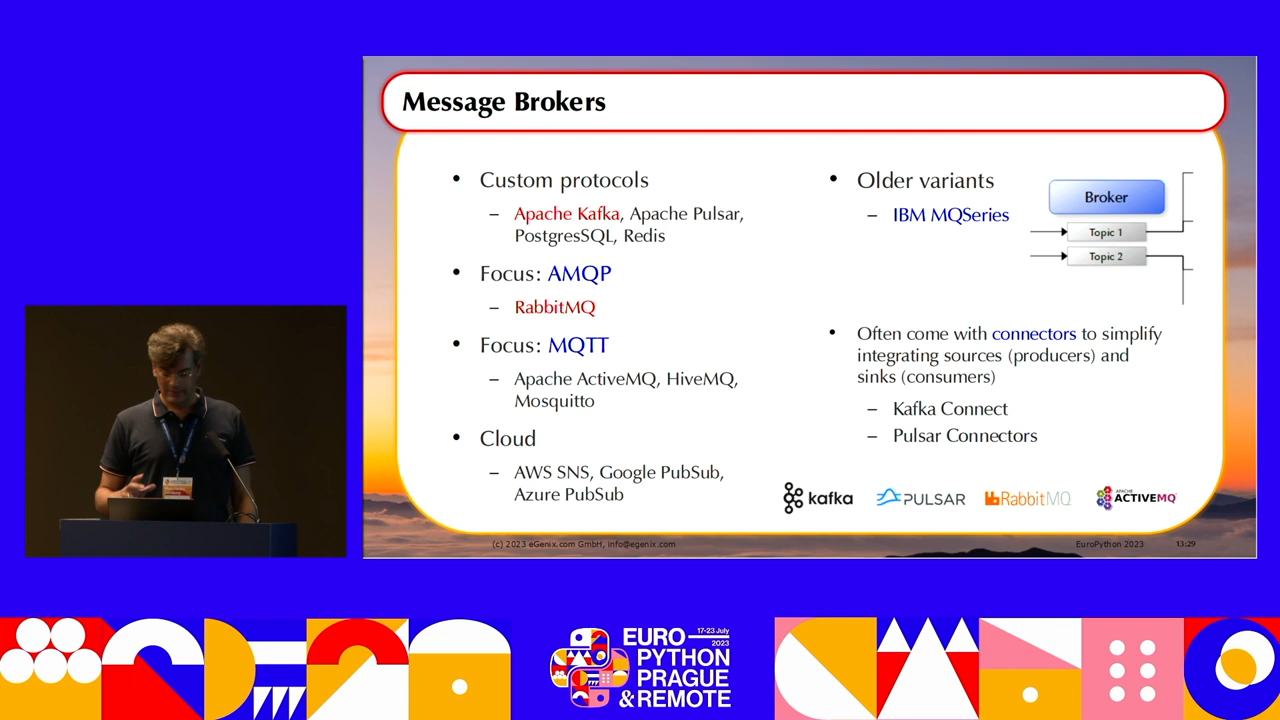 Message Brokers
• Custom protocols
– Apache Kafka, Apache Pulsar,
PostgresSQL, Redis
• Focus: AMQP
– RabbitMQ
• Focus: MQTT
– Apache ActiveMQ, HiveMQ,
Mosquitto
• Cloud
– AWS SNS, Google PubSub,
Azure PubSub
• Older variants
– IBM MQSeries
Broker
Topic 1
Topic 2
• Often come with connectors to simplify
integrating sources (producers) and
sinks (consumers)
– Kafka Connect
– Pulsar Connectors
kafka
PULSAR
RabbitMQ
APACHE
ACTIVEMQ
(c) 2023 eGenix.com GmbH, info@egenix.com
EuroPython 2023
13:29
EURO
17-23 July
2023
PYTHON
PRAGUE
& REMOTE